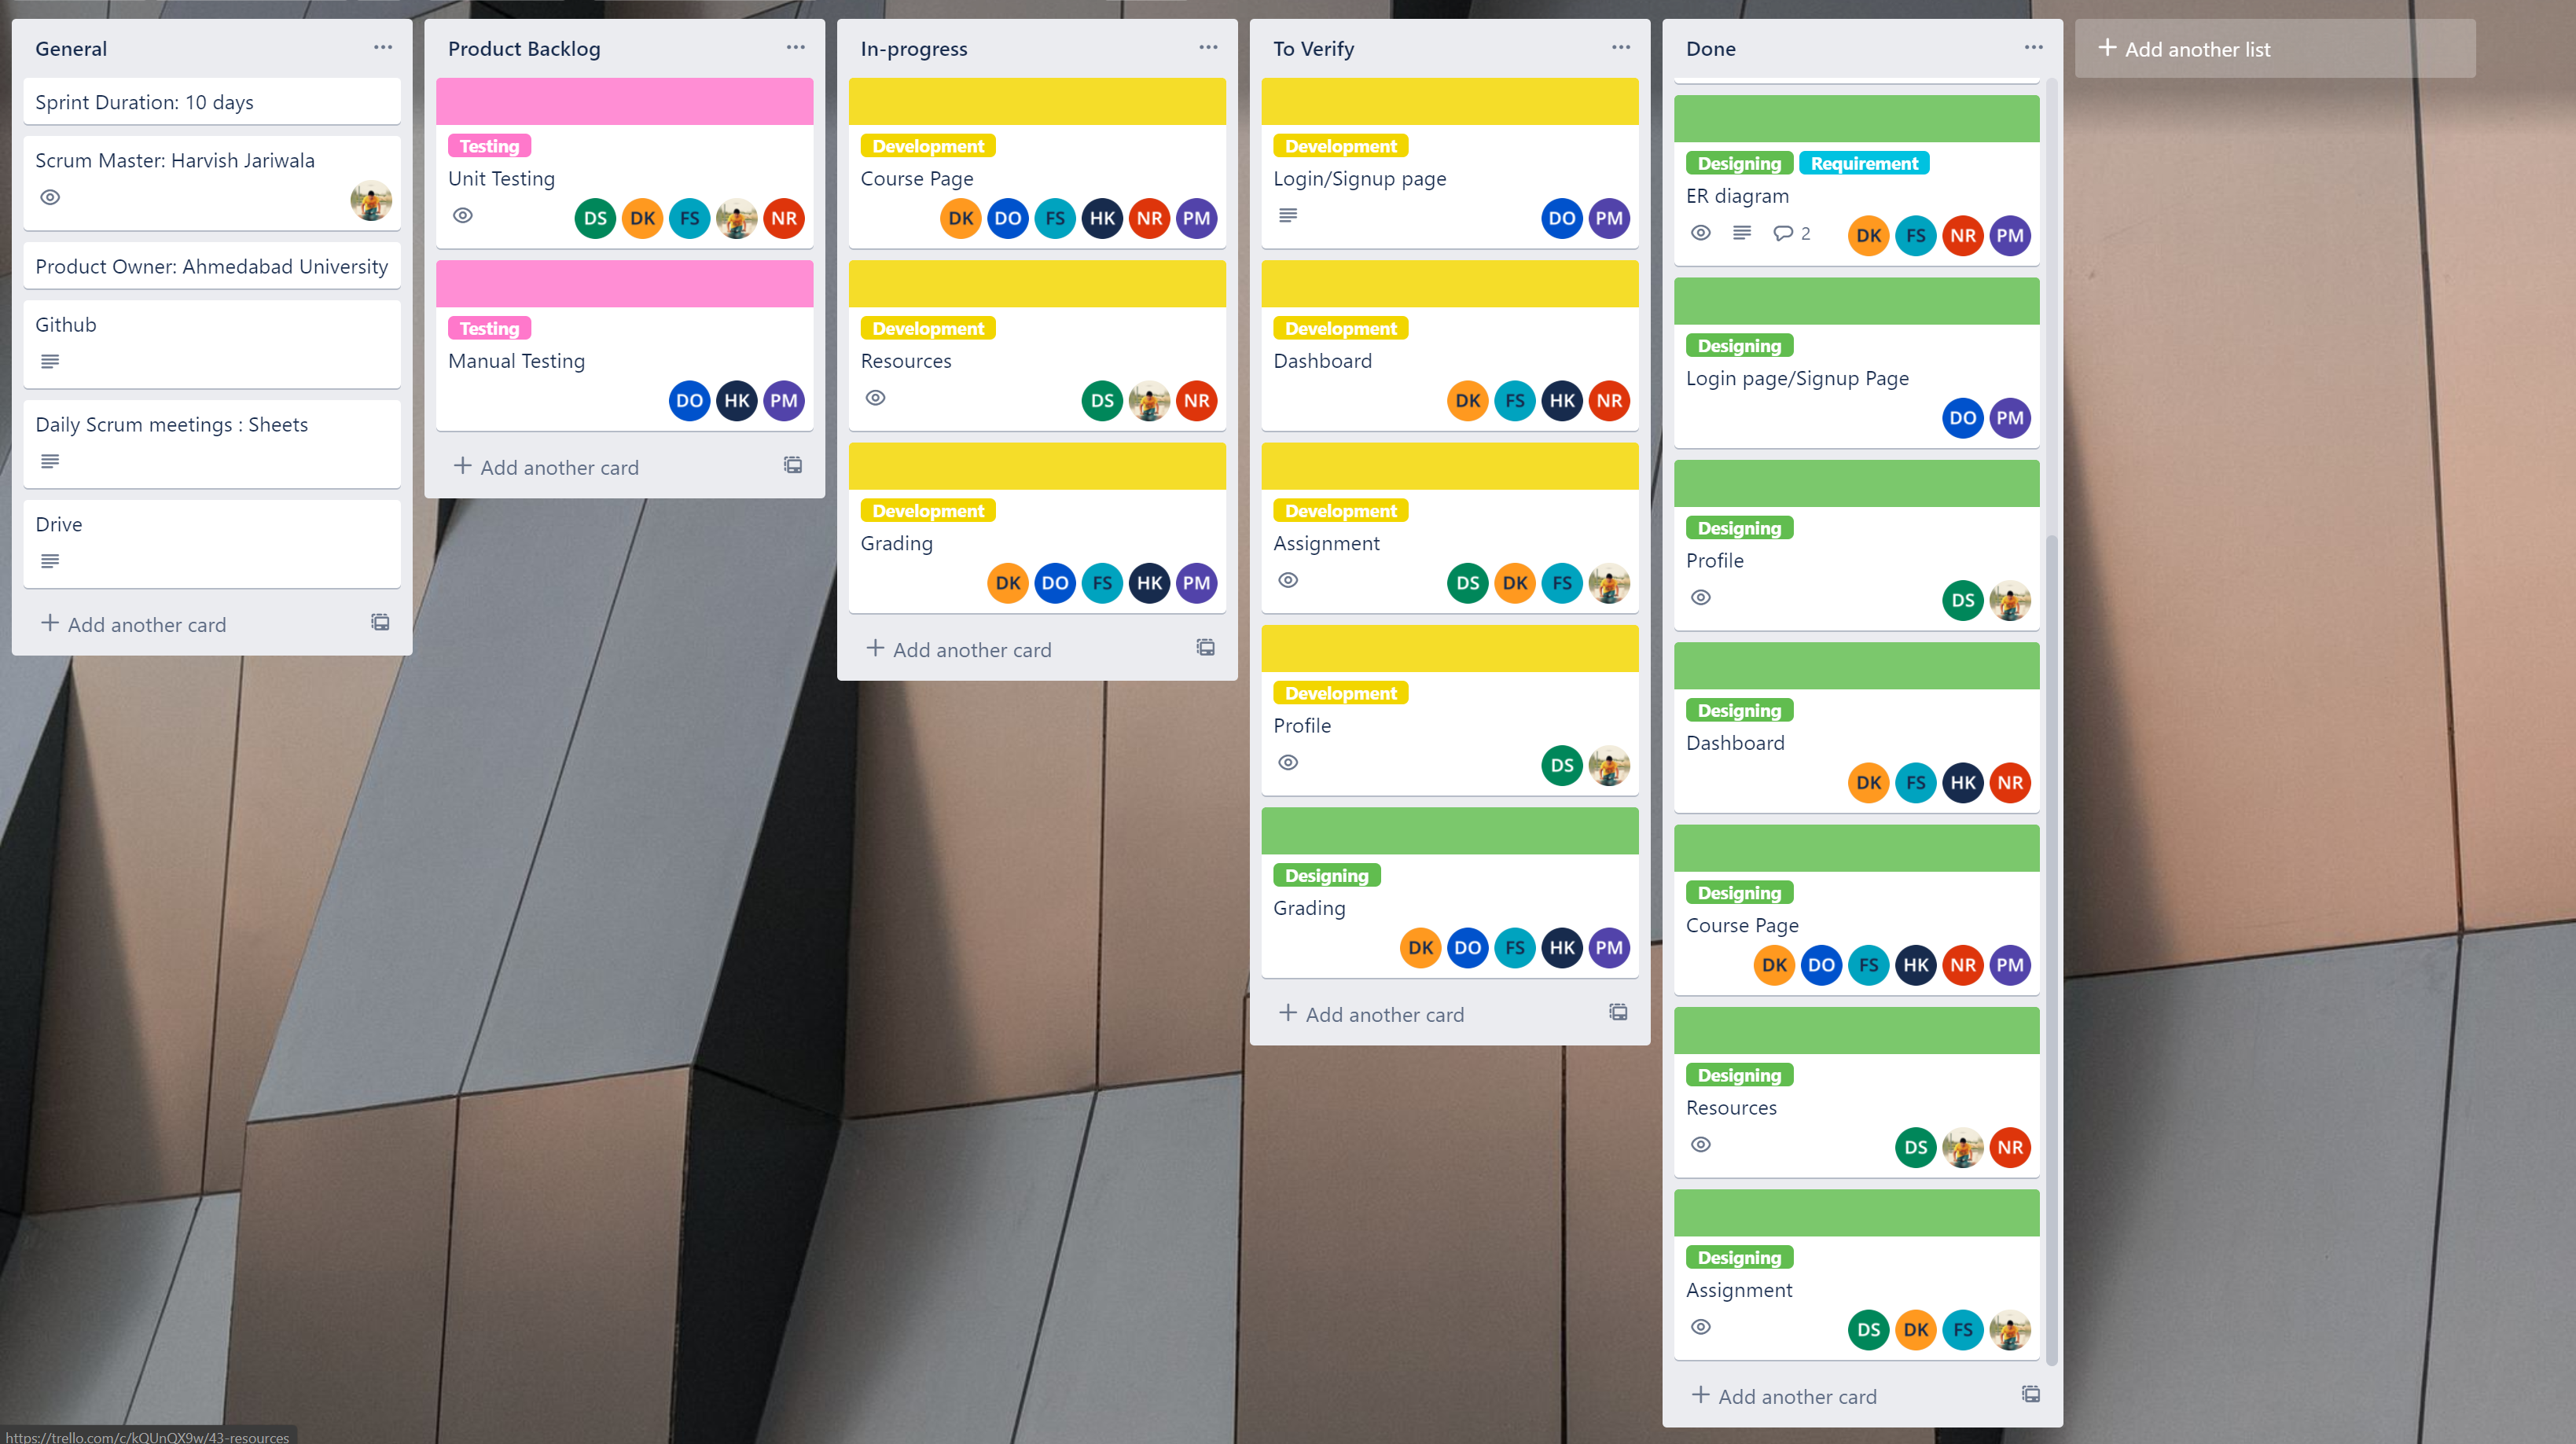 General
Sprint Duration: 10 days
Scrum Master: Harvish Jariwala
Product Owner: Ahmedabad University
Github
Daily Scrum meetings : Sheets
Drive
Add another card
Product Backlog
Testing
Unit Testing
DS DK FS NR
Testing
Manual Testing
DO HK PM
Add another card
In-progress
Development
Course Page
DK DO FS HK NR PM
Development
Resources
DS NR
Development
Grading
DK DO FS HK PM
Add another card
To Verify
Development
Login/Signup page
DO PM
Development
Dashboard
DK FS HK NR
Development
Assignment
DS DK FS
Development
Profile
DS
Designing
Grading
DK DO FS HK PM
Add another card
Done
Designing Requirement
ER diagram
2 DK FS NR PM
Designing
Login page/Signup Page
DO PM
Designing
Profile
DS
Designing
Dashboard
DK FS HK NR
Designing
Course Page
DK DO FS HK NR PM
Designing
Resources
DS NR
Designing
Assignment
DS DK FS
Add another card
Add another list
https://trello.com/c/kQUnQX9w/43-resources